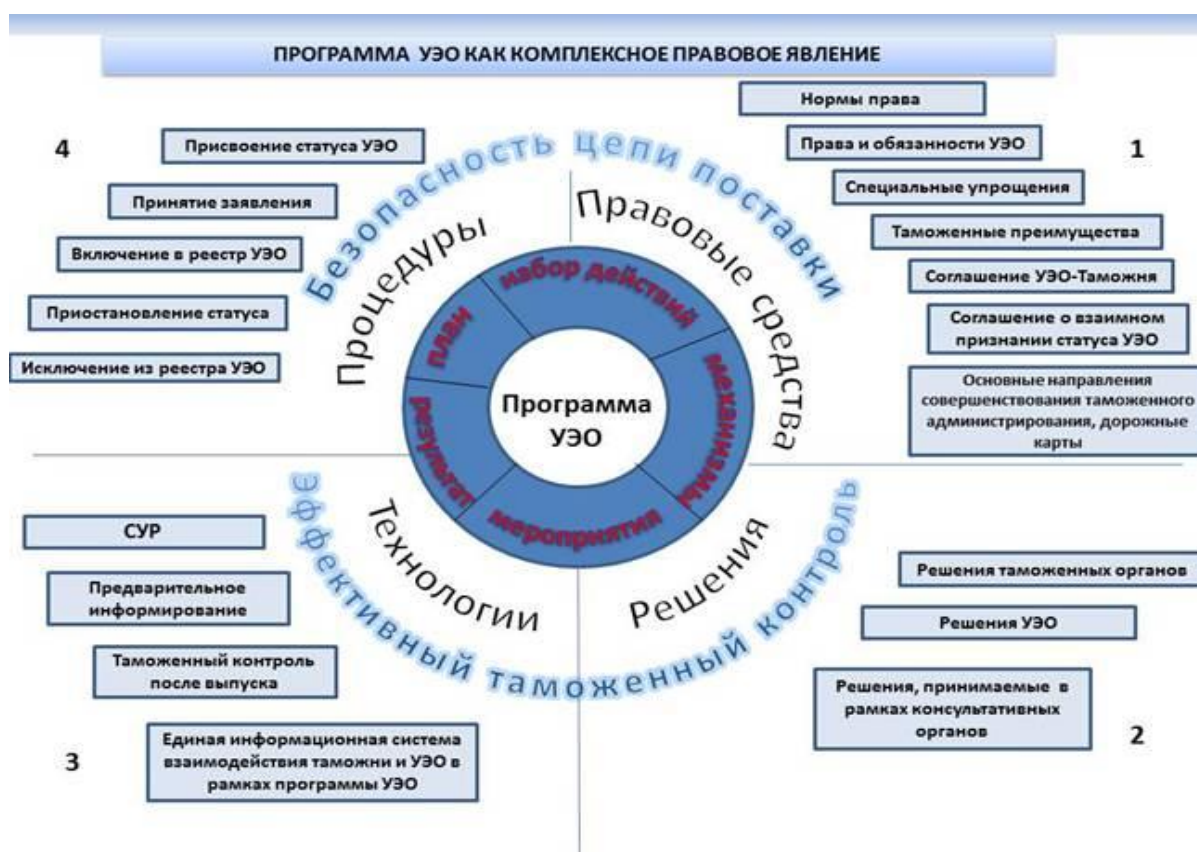 ПРОГРАММА УЭО КАК КОМПЛЕКСНОЕ ПРАВОВОЕ ЯВЛЕНИЕ
Безопасность цепи поставки
4
Присвоение статуса УЭО
Принятие заявления
Включение в реестр УЭО
Приостановление статуса
Исключение из реестра УЭО
Процедуры
1
Нормы права
Права и обязанности УЭО
Специальные упрощения
Таможенные преимущества
Соглашение УЭО-Таможня
Соглашение о взаимном
признании статуса УЭО
Основные направления
совершенствования таможенного
администрирования, дорожные
карты
Правовые средства
план
набор действий
механизмы
мероприятия
результат
Программа
УЭО
Технологии
СУР
Предварительное
информирование
Таможенный контроль
после выпуска
Единая информационная система
взаимодействия таможни и УЭО в
рамках программы УЭО
3
Решения
Решения таможенных органов
Решения УЭО
Решения, принимаемые в
рамках консультативных
органов
2
Эффективный таможенный контроль